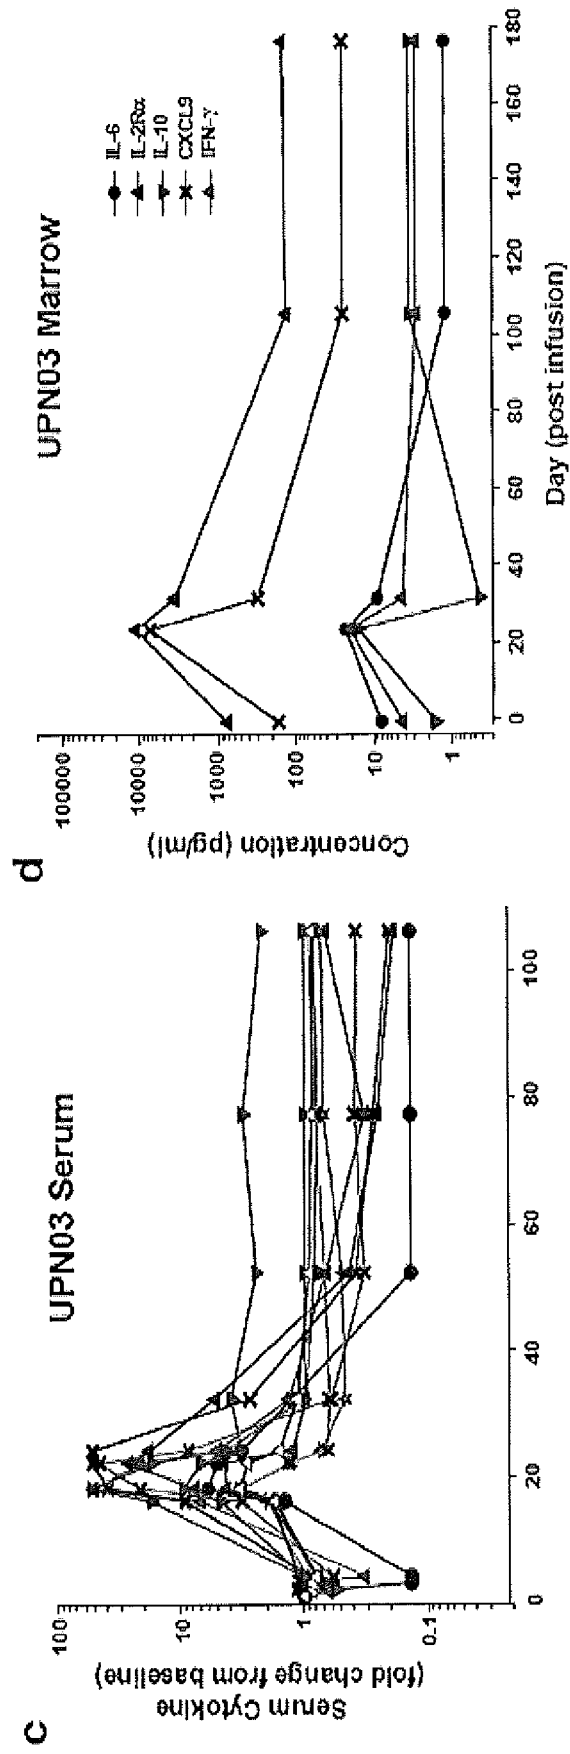 c
UPN03 Serum
Serum Cytokine
(fold change from baseline)
100
10
1
0.1
0
20
40
60
80
100
d
UPN03 Marrow
Concentration (pg/ml)
100000
10000
1000
100
10
1
0
20
40
60
80
100
120
140
160
180
Day (post infusion)
IL-6
IL-2Rα
IL-10
CXCL9
IFN-γ